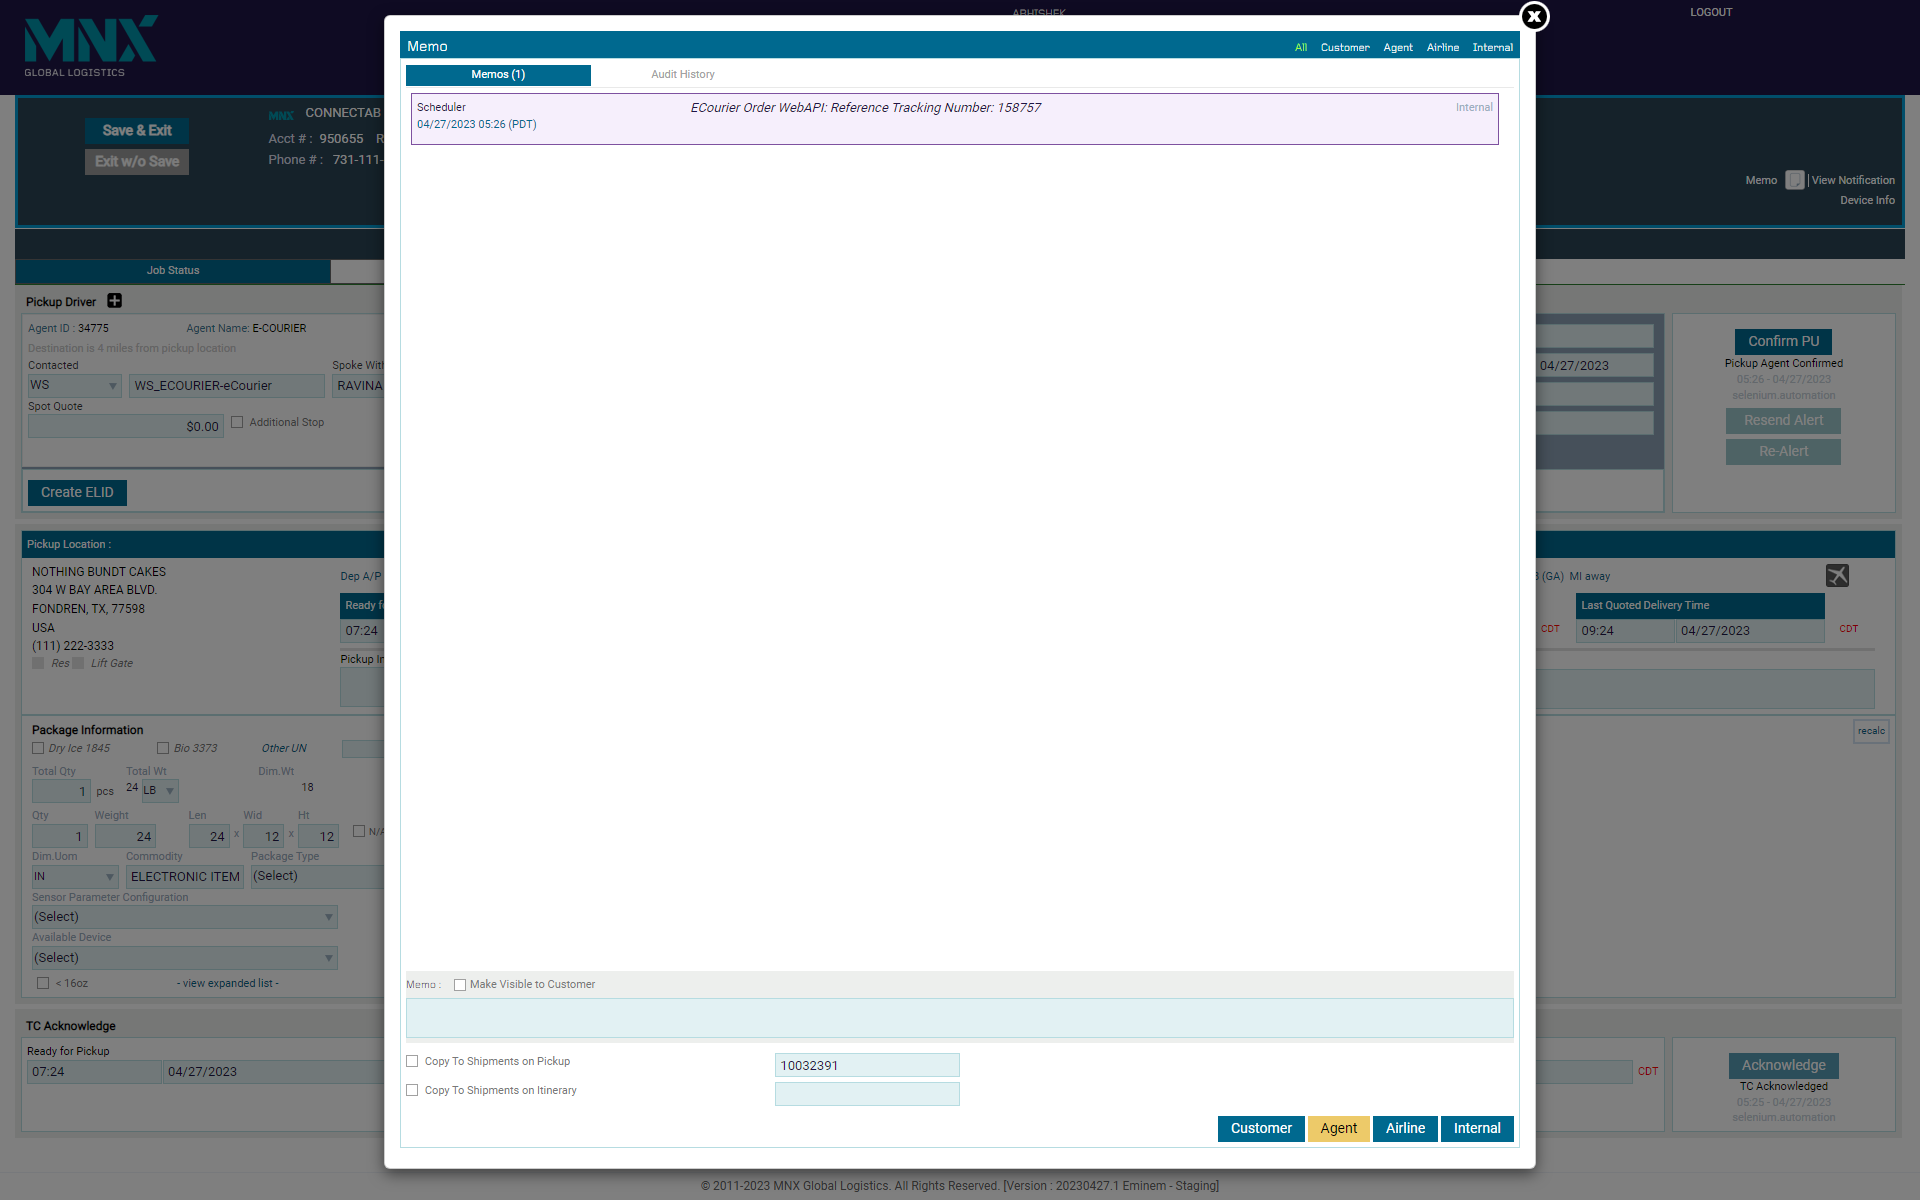 MNX
GLOBAL LOGISTICS
ABHISHEK
LOGOUT
Memo
All Customer Agent Airline Internal
Memos (1)
Audit History
Scheduler
ECourier Order WebAPI: Reference Tracking Number: 158757
Internal
04/27/2023 05:26 (PDT)
Save & Exit
Exit w/o Save
MNX CONNECTAB
Acct # : 950655 R
Phone # : 731-111-
Memo | View Notification
Device Info
Job Status
Pickup Driver
Agent ID : 34775 Agent Name: E-COURIER
Destination is 4 miles from pickup location
Contacted Spoke With
WS WS_ECOURIER-eCourier RAVINA
Spot Quote
$0.00 Additional Stop
Create ELID
04/27/2023
Confirm PU
Pickup Agent Confirmed
05:26 - 04/27/2023
selenium.automation
Resend Alert
Re-Alert
Pickup Location :
NOTHING BUNDT CAKES
304 W BAY AREA BLVD.
FONDREN, TX, 77598
USA
(111) 222-3333
Res Lift Gate
Dep A/P
Ready fo
07:24
Pickup In
(GA) MI away
Last Quoted Delivery Time
CDT 09:24 04/27/2023 CDT
Package Information
Dry Ice 1845 Bio 3373 Other UN
recalc
Total Qty Total Wt Dim.Wt
1 pcs 24 LB 18
Qty Weight Len Wid Ht
1 24 24 x 12 x 12 N/A
Dim.Uom Commodity Package Type
IN ELECTRONIC ITEM (Select)
Sensor Parameter Configuration
(Select)
Available Device
(Select)
< 16oz - view expanded list -
Memo : Make Visible to Customer
Copy To Shipments on Pickup 10032391
Copy To Shipments on Itinerary
Customer Agent Airline Internal
TC Acknowledge
Ready for Pickup
07:24 04/27/2023
CDT
Acknowledge
TC Acknowledged
05:25 - 04/27/2023
selenium.automation
© 2011-2023 MNX Global Logistics. All Rights Reserved. [Version : 20230427.1 Eminem - Staging]